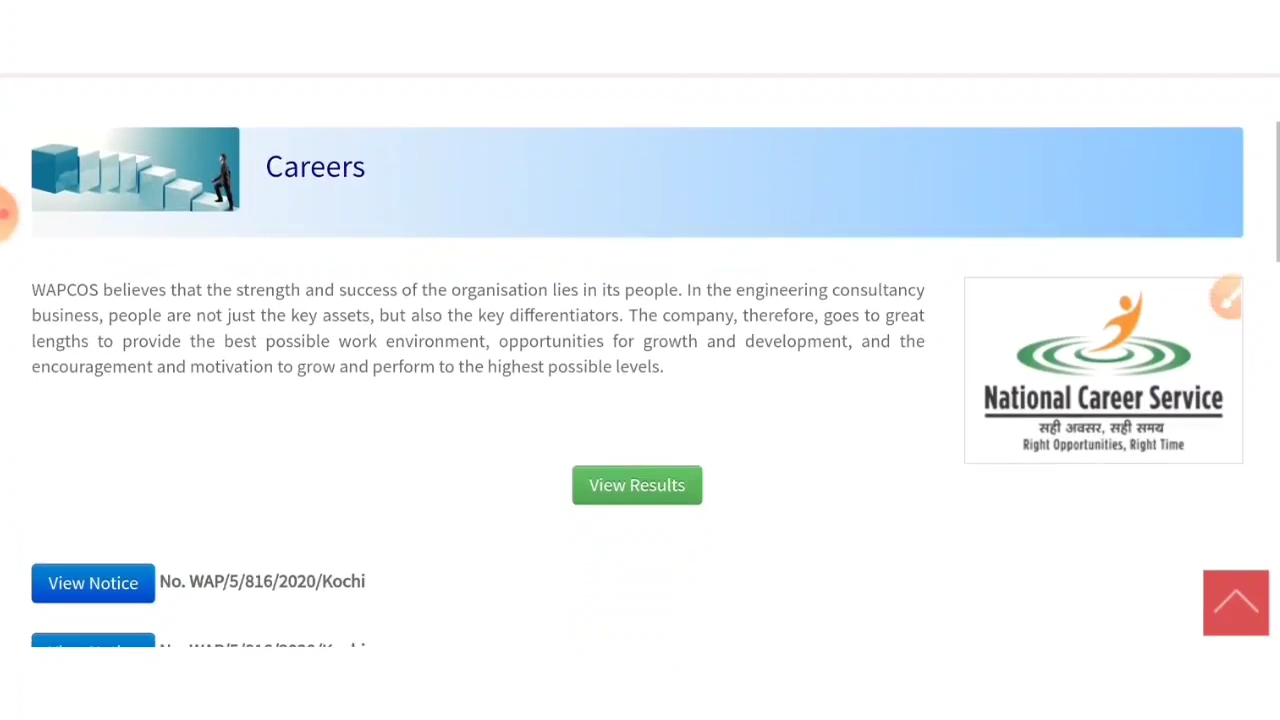 Careers
WAPCOS believes that the strength and success of the organisation lies in its people. In the engineering consultancy
business, people are not just the key assets, but also the key differentiators. The company, therefore, goes to great
lengths to provide the best possible work environment, opportunities for growth and development, and the
encouragement and motivation to grow and perform to the highest possible levels.
National Career Service
सही अवसर, सही समय
Right Opportunities, Right Time
View Results
View Notice No. WAP/5/816/2020/Kochi